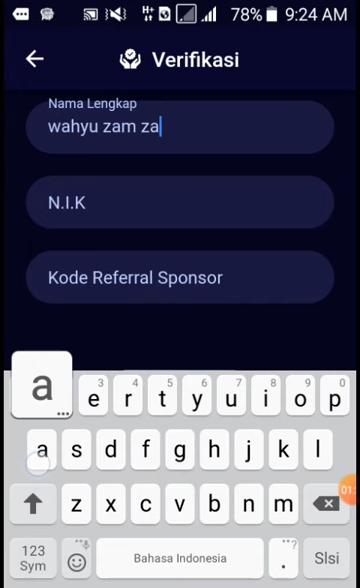 78% 9:24 AM
Verifikasi
Nama Lengkap
wahyu zam za
N.I.K
Kode Referral Sponsor
a
e r t y u i o p
3 4 5 6 7 8 9 0
a s d f g h j k l
z x c v b n m
123
Sym
Bahasa Indonesia
. ,,?
Slsi